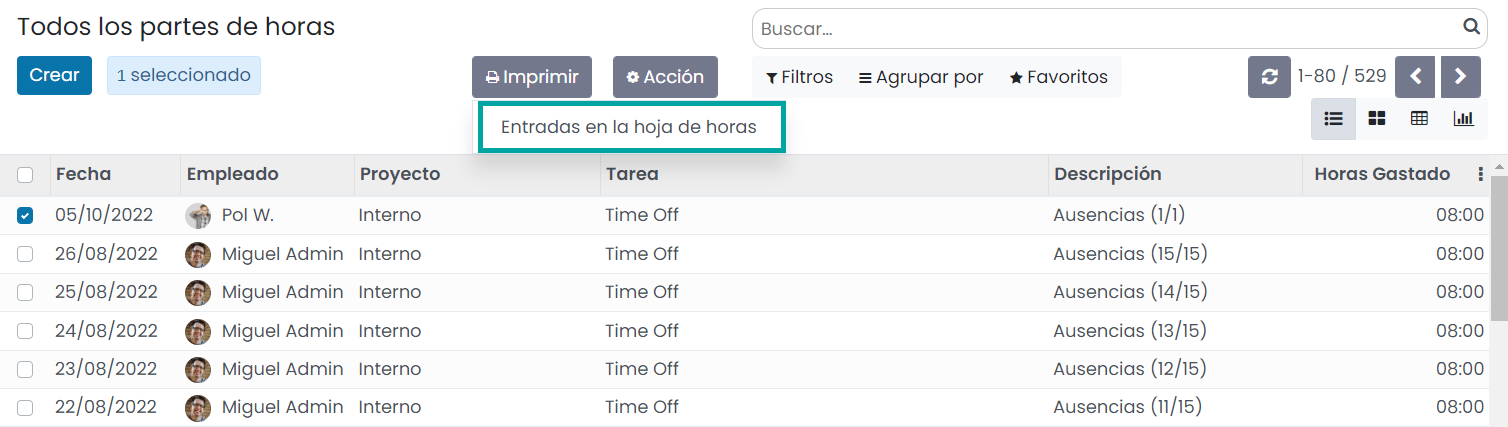 Todos los partes de horas
Buscar...
Crear
1 seleccionado
Imprimir
Acción
Filtros
Agrupar por
Favoritos
1-80 / 529
Entradas en la hoja de horas
Fecha Empleado Proyecto Tarea Descripción Horas Gastado
05/10/2022 Pol W. Interno Time Off Ausencias (1/1) 08:00
26/08/2022 Miguel Admin Interno Time Off Ausencias (15/15) 08:00
25/08/2022 Miguel Admin Interno Time Off Ausencias (14/15) 08:00
24/08/2022 Miguel Admin Interno Time Off Ausencias (13/15) 08:00
23/08/2022 Miguel Admin Interno Time Off Ausencias (12/15) 08:00
22/08/2022 Miguel Admin Interno Time Off Ausencias (11/15) 08:00